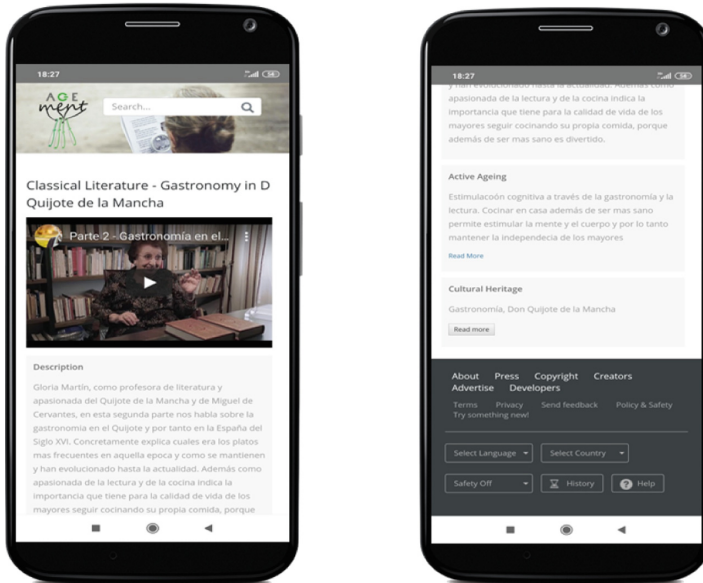 18:27
58
AGE
ment
Search...
Classical Literature - Gastronomy in D
Quijote de la Mancha
Parte 2 - Gastronomía en el...
Description
Gloria Martín, como profesora de literatura y
apasionada del Quijote de la Mancha y de Miguel de
Cervantes, en esta segunda parte nos habla sobre la
gastronomia en el Quijote y por tanto en la España del
Siglo XVI. Concretamente explica cuales era los platos
mas frecuentes en aquella epoca y como se mantienen
y han evolucionado hasta la actualidad. Además como
apasionada de la lectura y de la cocina indica la
importancia que tiene para la calidad de vida de los
mayores seguir cocinando su propia comida, porque
18:27
58
y han evolucionado hasta la actualidad. Además como
apasionada de la lectura y de la cocina indica la
importancia que tiene para la calidad de vida de los
mayores seguir cocinando su propia comida, porque
además de ser mas sano es divertido.
Active Ageing
Estimulacoón cognitiva a través de la gastronomía y la
lectura. Cocinar en casa además de ser mas sano
permite estimular la mente y el cuerpo y por lo tanto
mantener la independecia de los mayores
Read More
Cultural Heritage
Gastronomía, Don Quijote de la Mancha
Read more
About Press Copyright Creators
Advertise Developers
Terms Privacy Send feedback Policy & Safety
Try something new!
Select Language Select Country
Safety Off History Help